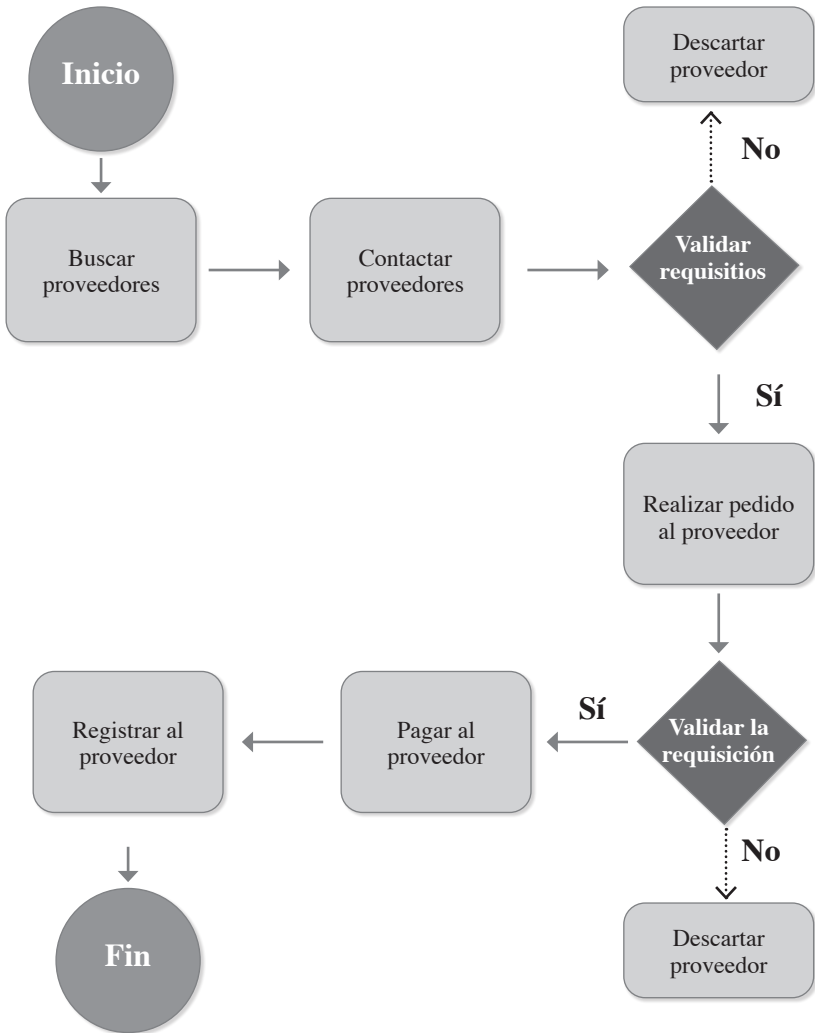 Inicio
Buscar
proveedores
Contactar
proveedores
Validar
requisitios
No
Descartar
proveedor
Sí
Realizar pedido
al proveedor
Validar la
requisición
No
Descartar
proveedor
Sí
Pagar al
proveedor
Registrar al
proveedor
Fin